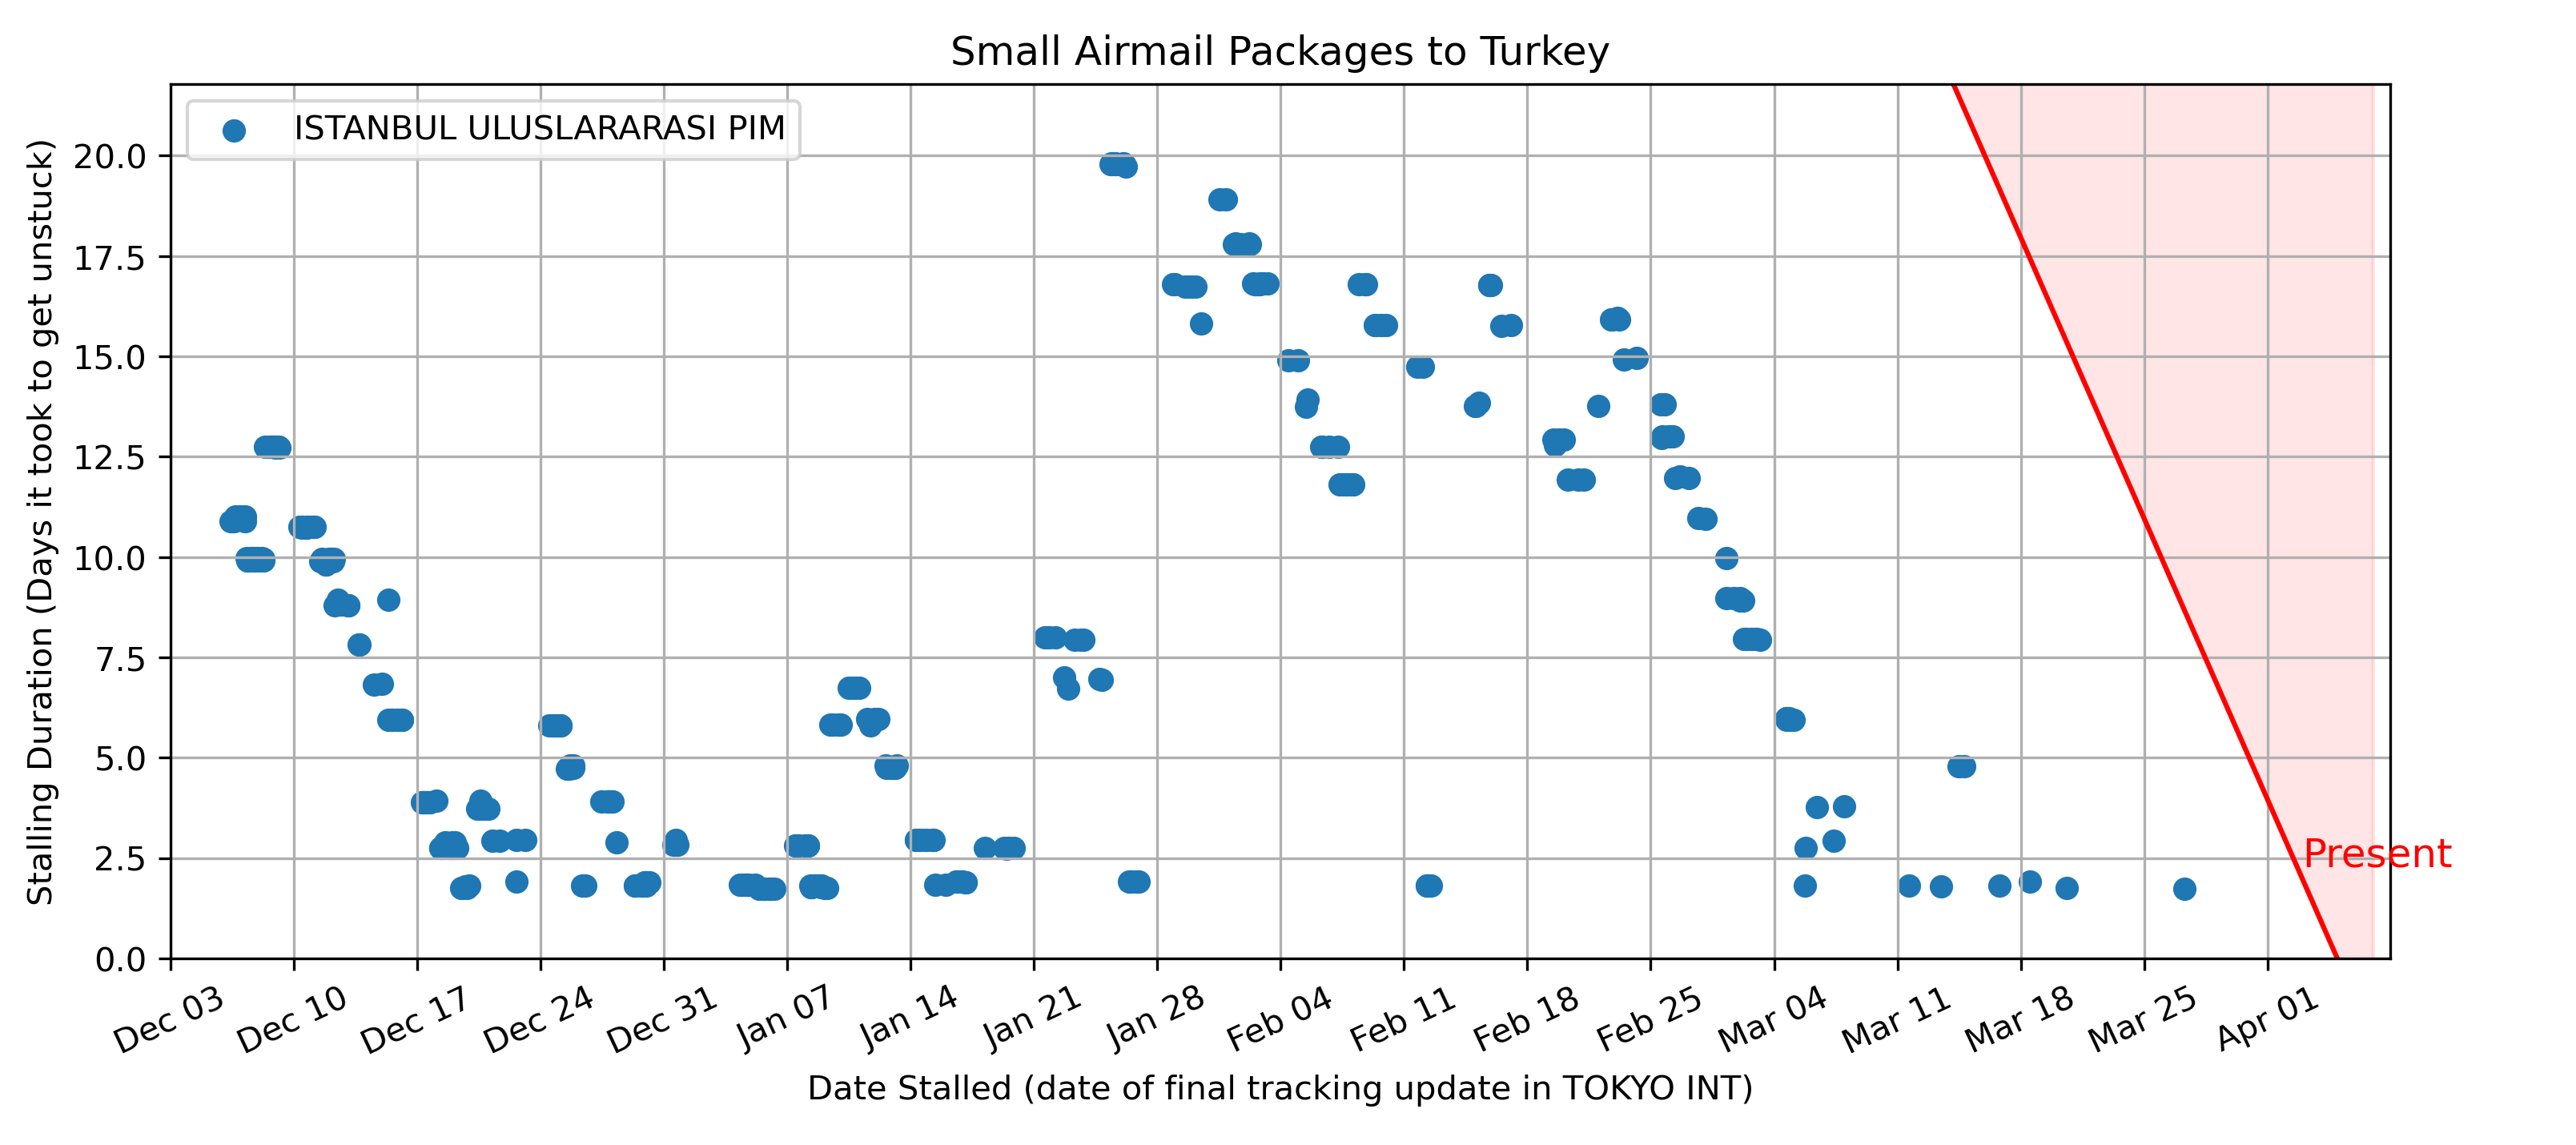 Small Airmail Packages to Turkey
ISTANBUL ULUSLARARASI PIM
Stalling Duration (Days it took to get unstuck)
20.0
17.5
15.0
12.5
10.0
7.5
5.0
2.5
0.0
Present
Dec 03
Dec 10
Dec 17
Dec 24
Dec 31
Jan 07
Jan 14
Jan 21
Jan 28
Feb 04
Feb 11
Feb 18
Feb 25
Mar 04
Mar 11
Mar 18
Mar 25
Apr 01
Date Stalled (date of final tracking update in TOKYO INT)